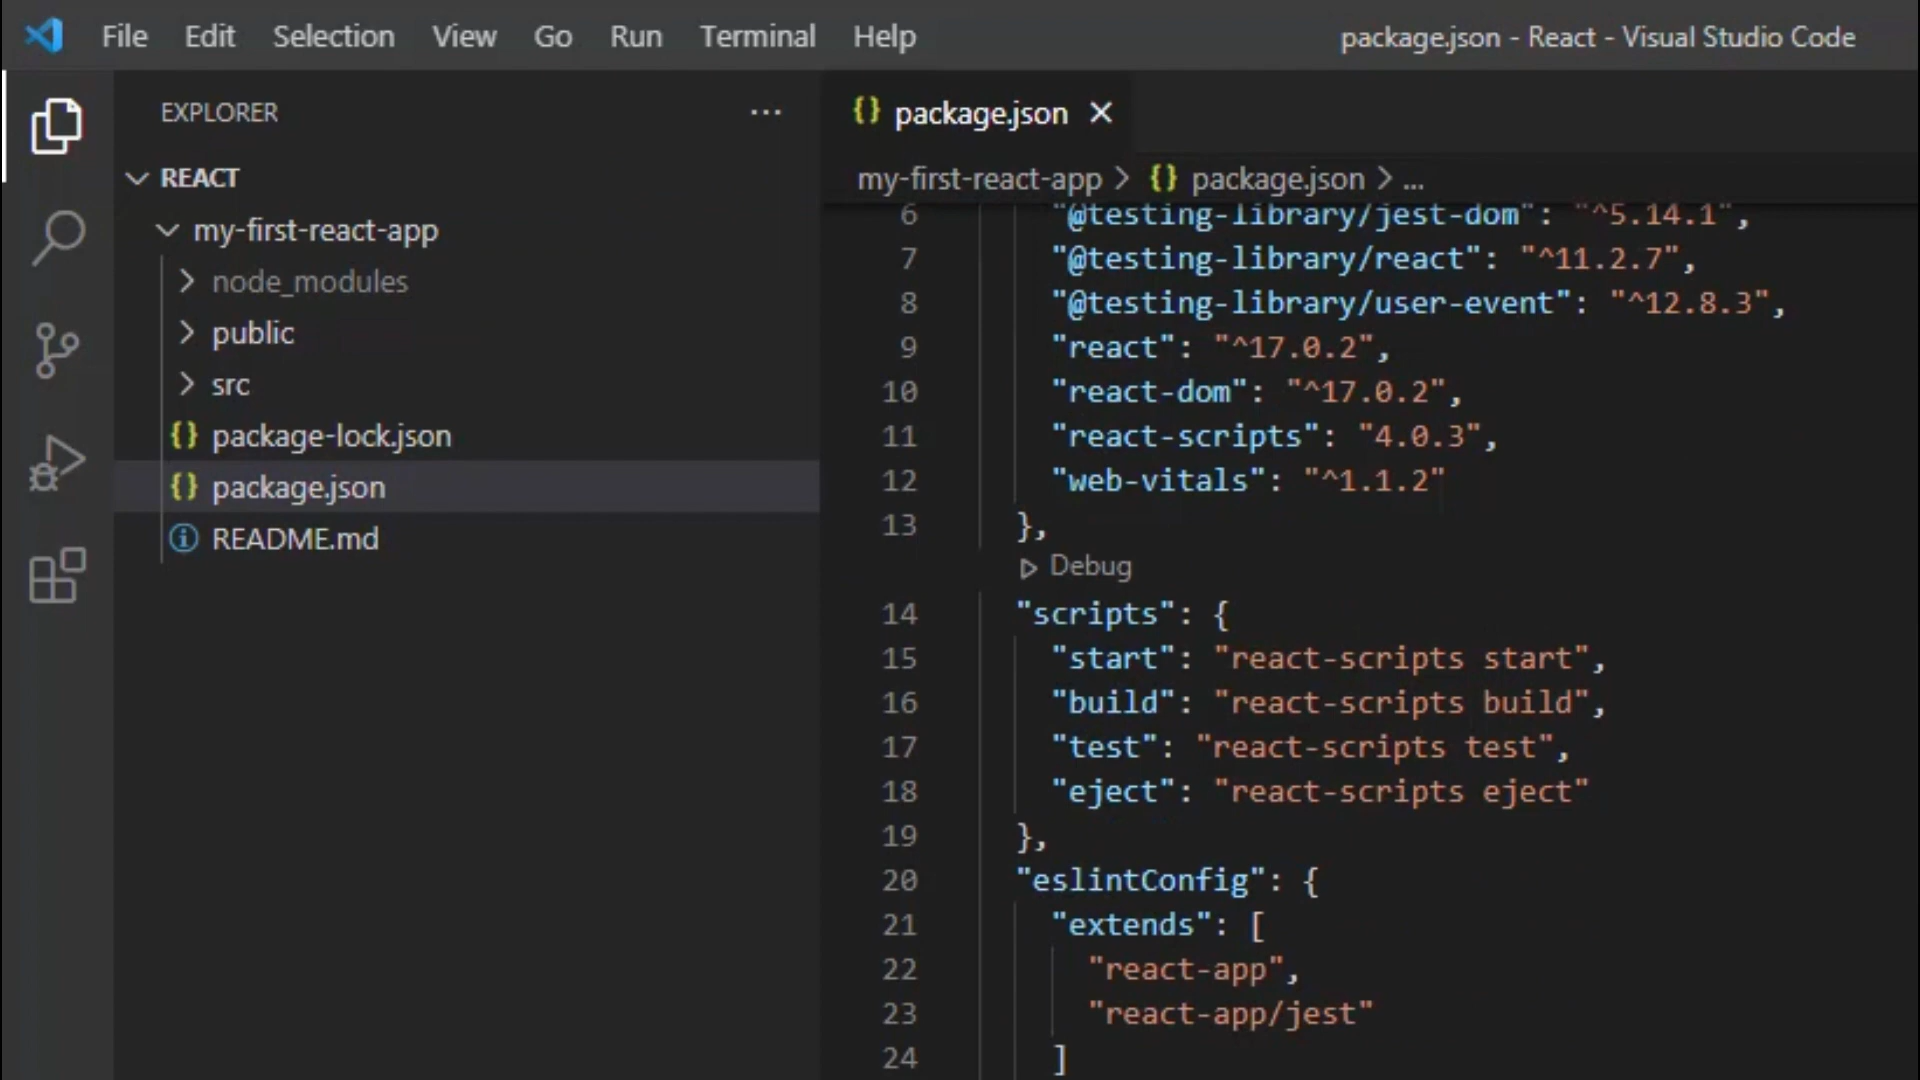 File Edit Selection View Go Run Terminal Help
package.json - React - Visual Studio Code
EXPLORER ...
REACT
my-first-react-app
node_modules
public
src
{} package-lock.json
{} package.json
README.md
{} package.json ×
my-first-react-app > {} package.json > ...
6 "@testing-library/jest-dom": "^5.14.1",
7 "@testing-library/react": "^11.2.7",
8 "@testing-library/user-event": "^12.8.3",
9 "react": "^17.0.2",
10 "react-dom": "^17.0.2",
11 "react-scripts": "4.0.3",
12 "web-vitals": "^1.1.2"
13 },
Debug
14 "scripts": {
15 "start": "react-scripts start",
16 "build": "react-scripts build",
17 "test": "react-scripts test",
18 "eject": "react-scripts eject"
19 },
20 "eslintConfig": {
21 "extends": [
22 "react-app",
23 "react-app/jest"
24 ]